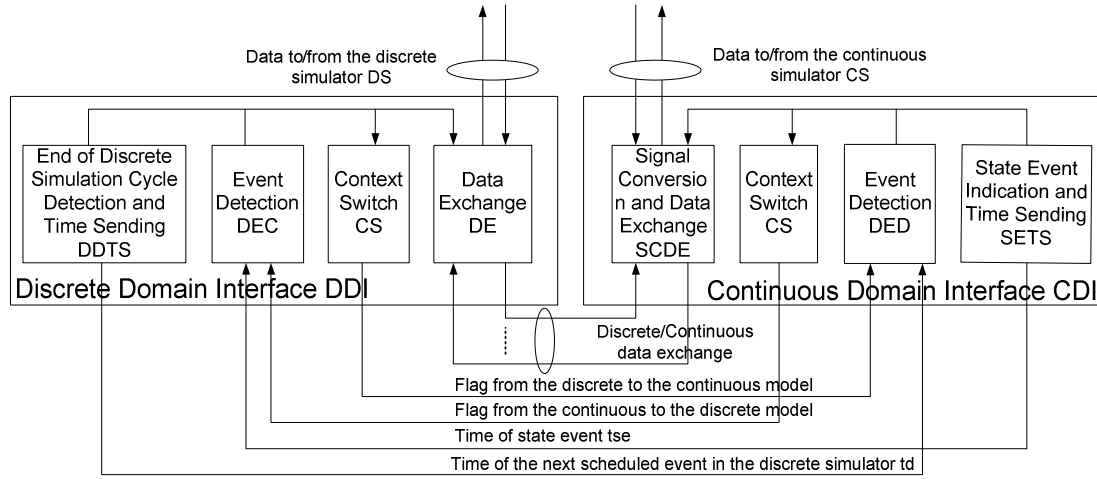 Data to/from the discrete
simulator DS
Data to/from the continuous
simulator CS
End of Discrete
Simulation Cycle
Detection and
Time Sending
DDTS
Event
Detection
DEC
Context
Switch
CS
Data
Exchange
DE
Signal
Conversio
n and Data
Exchange
SCDE
Context
Switch
CS
Event
Detection
DED
State Event
Indication and
Time Sending
SETS
Discrete Domain Interface DDI
Continuous Domain Interface CDI
Discrete/Continuous
data exchange
Flag from the discrete to the continuous model
Flag from the continuous to the discrete model
Time of state event tse
Time of the next scheduled event in the discrete simulator td